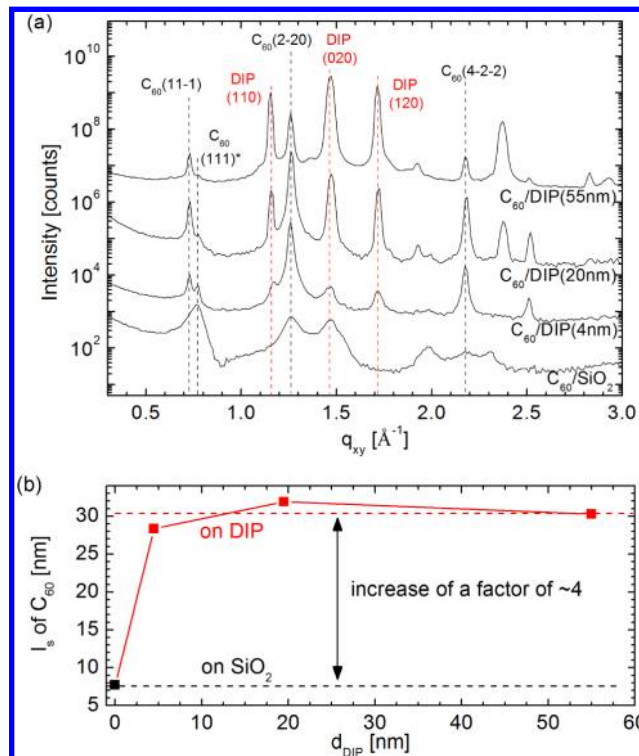 (a)
C60(2-20)
DIP
(020)
C60(11-1)
DIP
(110)
C60
(111)*
DIP
(120)
C60(4-2-2)
10^10
10^8
10^6
10^4
10^2
Intensity [counts]
C60/DIP(55nm)
C60/DIP(20nm)
C60/DIP(4nm)
C60/SiO2
0.5 1.0 1.5 2.0 2.5 3.0
qxy [Å^-1]
(b)
30
25
20
15
10
5
ls of C60 [nm]
on DIP
increase of a factor of ~4
on SiO2
0 10 20 30 40 50 60
dDIP [nm]